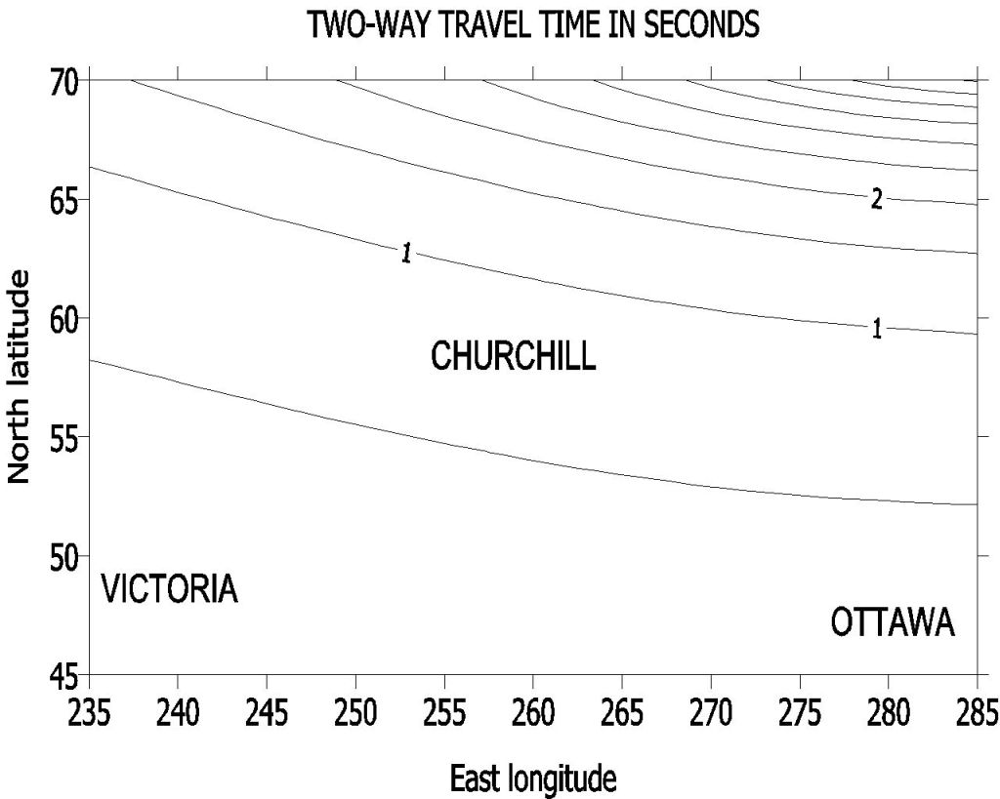 TWO-WAY TRAVEL TIME IN SECONDS
70
65
2
1
60
1
North latitude
CHURCHILL
55
50
VICTORIA
OTTAWA
45
235 240 245 250 255 260 265 270 275 280 285
East longitude